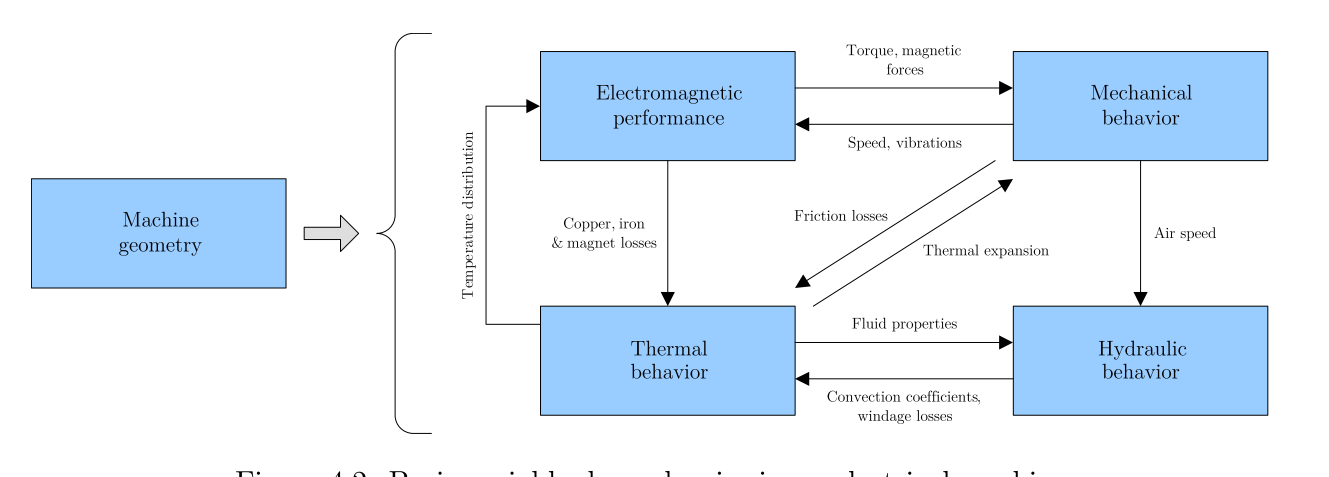 Machine
geometry
Temperature distribution
Electromagnetic
performance
Torque, magnetic
forces
Speed, vibrations
Mechanical
behavior
Copper, iron
& magnet losses
Friction losses
Thermal expansion
Air speed
Thermal
behavior
Fluid properties
Convection coefficients,
windage losses
Hydraulic
behavior